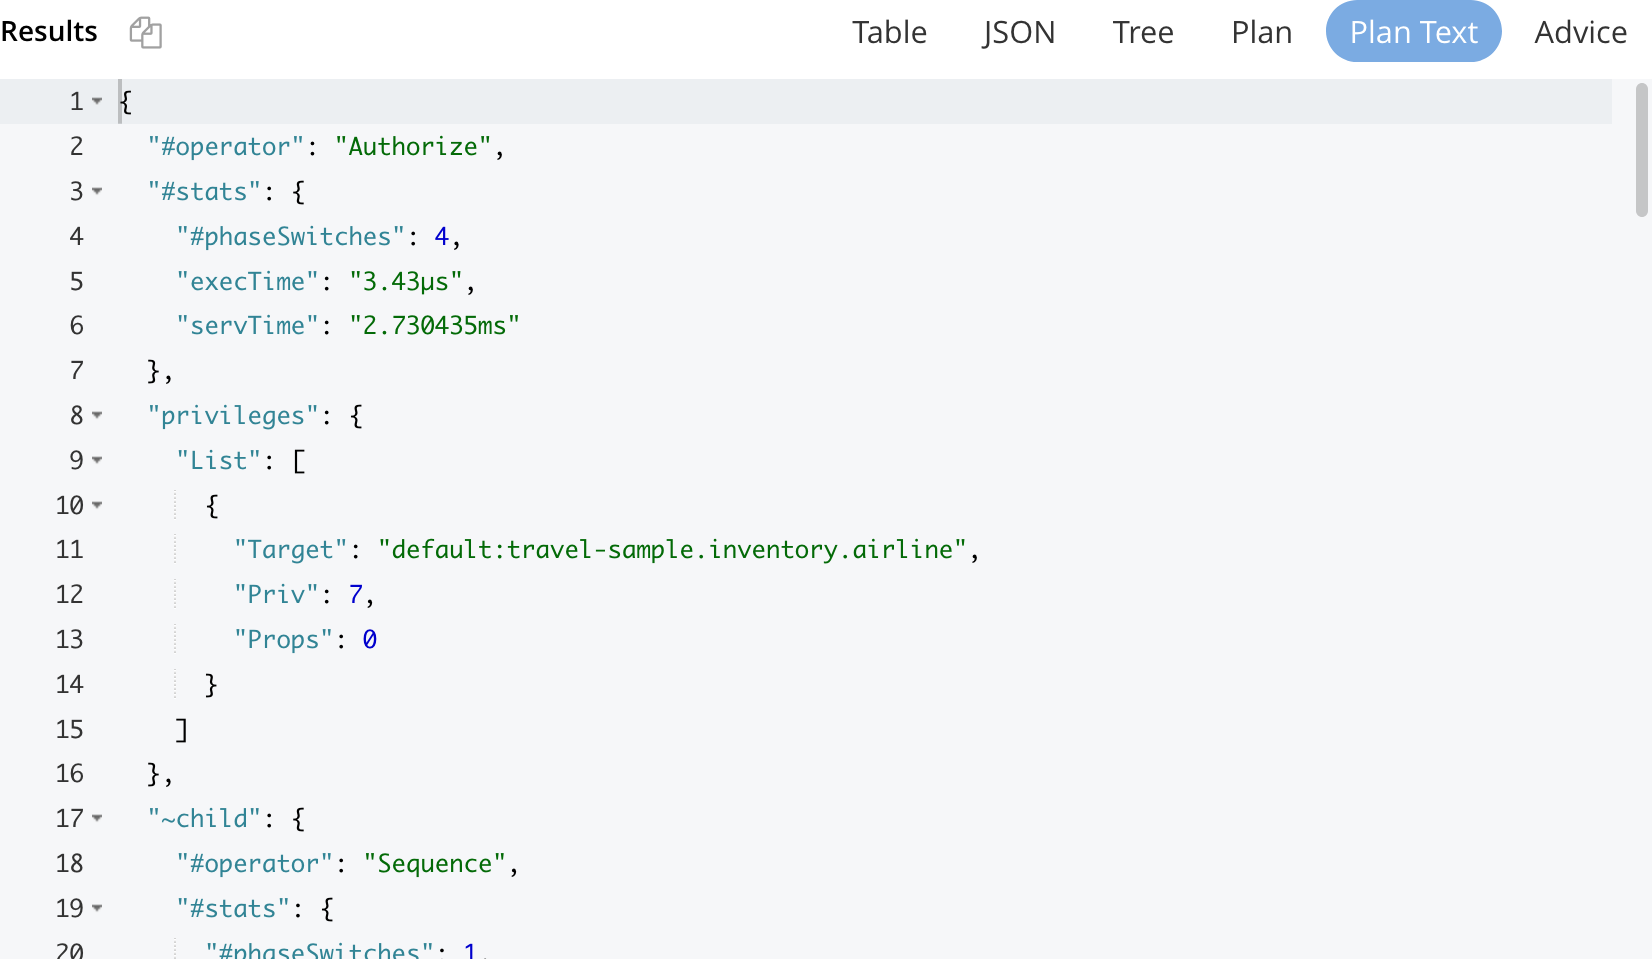 Results Table JSON Tree Plan Plan Text Advice
1 {
2 "#operator": "Authorize",
3 "#stats": {
4 "#phaseSwitches": 4,
5 "execTime": "3.43µs",
6 "servTime": "2.730435ms"
7 },
8 "privileges": {
9 "List": [
10 {
11 "Target": "default:travel-sample.inventory.airline",
12 "Priv": 7,
13 "Props": 0
14 }
15 ]
16 },
17 "~child": {
18 "#operator": "Sequence",
19 "#stats": {
20 "#phaseSwitches": 1,